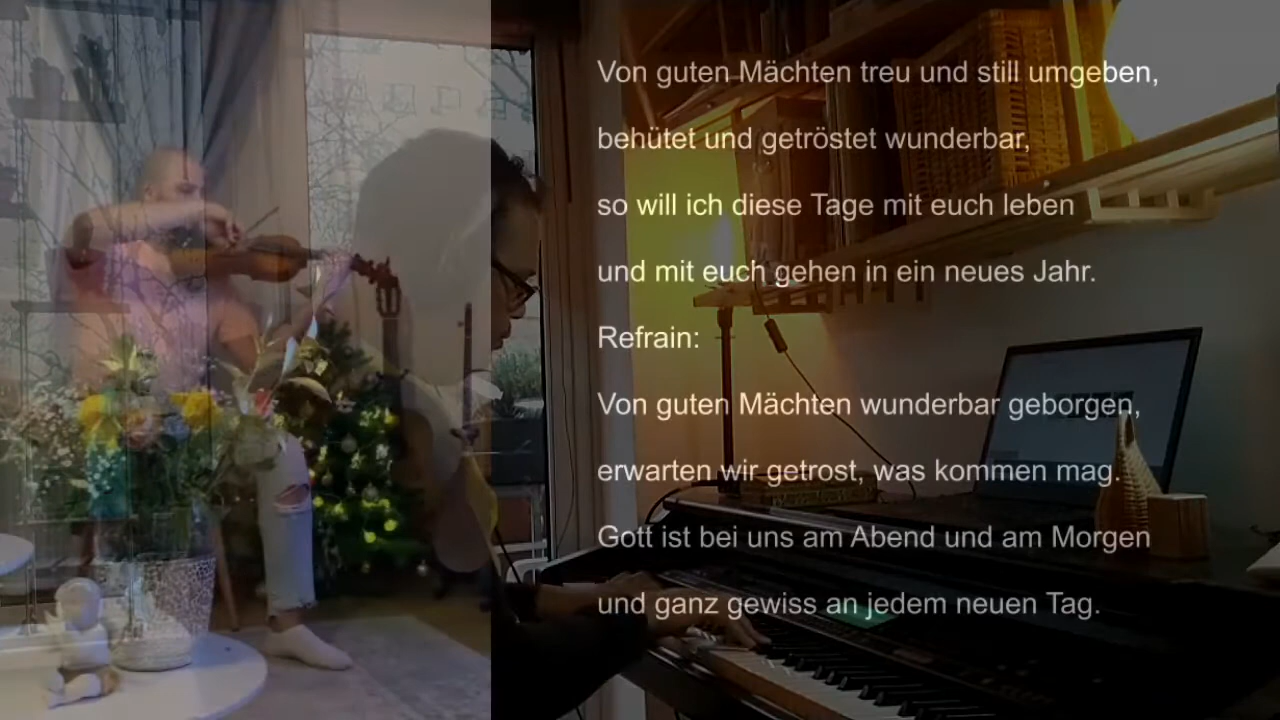 Von guten Mächten treu und still umgeben,
behütet und getröstet wunderbar,
so will ich diese Tage mit euch leben
und mit euch gehen in ein neues Jahr.
Refrain:
Von guten Mächten wunderbar geborgen,
erwarten wir getrost, was kommen mag.
Gott ist bei uns am Abend und am Morgen
und ganz gewiss an jedem neuen Tag.